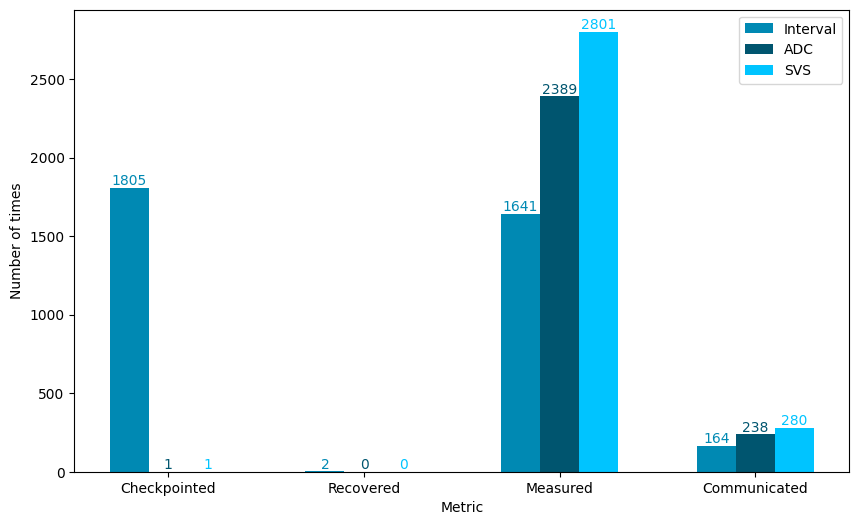 Number of times
2500
2000
1500
1000
500
0
1805
1
1
2
0
0
1641
2389
2801
164
238
280
Interval
ADC
SVS
Checkpointed
Recovered
Measured
Communicated
Metric